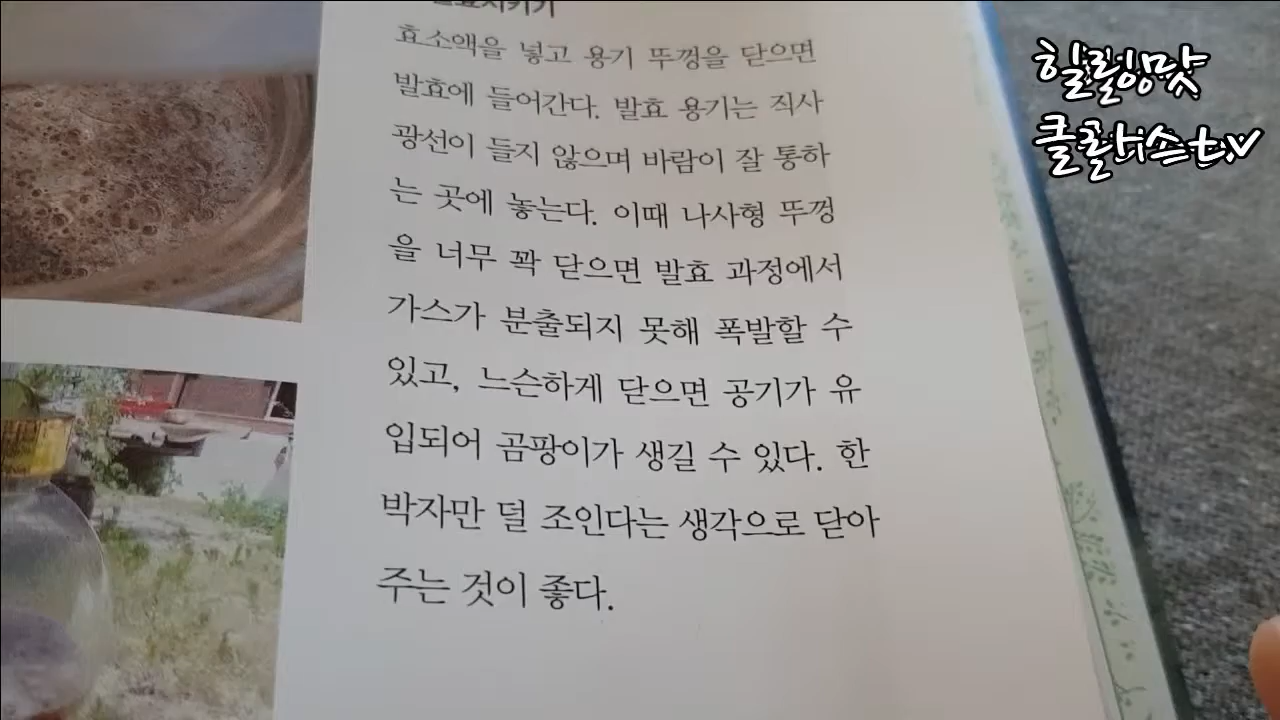 효소액을 넣고 용기 뚜껑을 닫으면
발효에 들어간다. 발효 용기는 직사
광선이 들지 않으며 바람이 잘 통하
는 곳에 놓는다. 이때 나사형 뚜껑
을 너무 꽉 닫으면 발효 과정에서
가스가 분출되지 못해 폭발할 수
있고, 느슨하게 닫으면 공기가 유
입되어 곰팡이가 생길 수 있다. 한
박자만 덜 조인다는 생각으로 닫아
주는 것이 좋다.
힐링맛